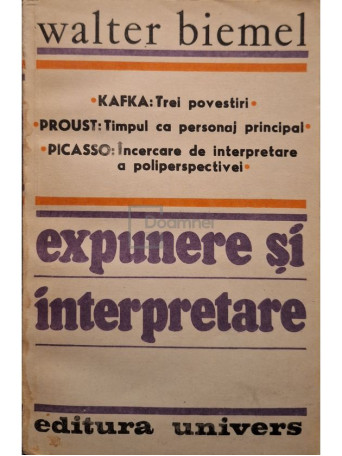 walter biemel
•KAFKA: Trei povestiri•
•PROUST: Timpul ca personaj principal•
•PICASSO: Încercare de interpretare
a poliperspectivei•
Doamnei
expunere și
interpretare
editura univers